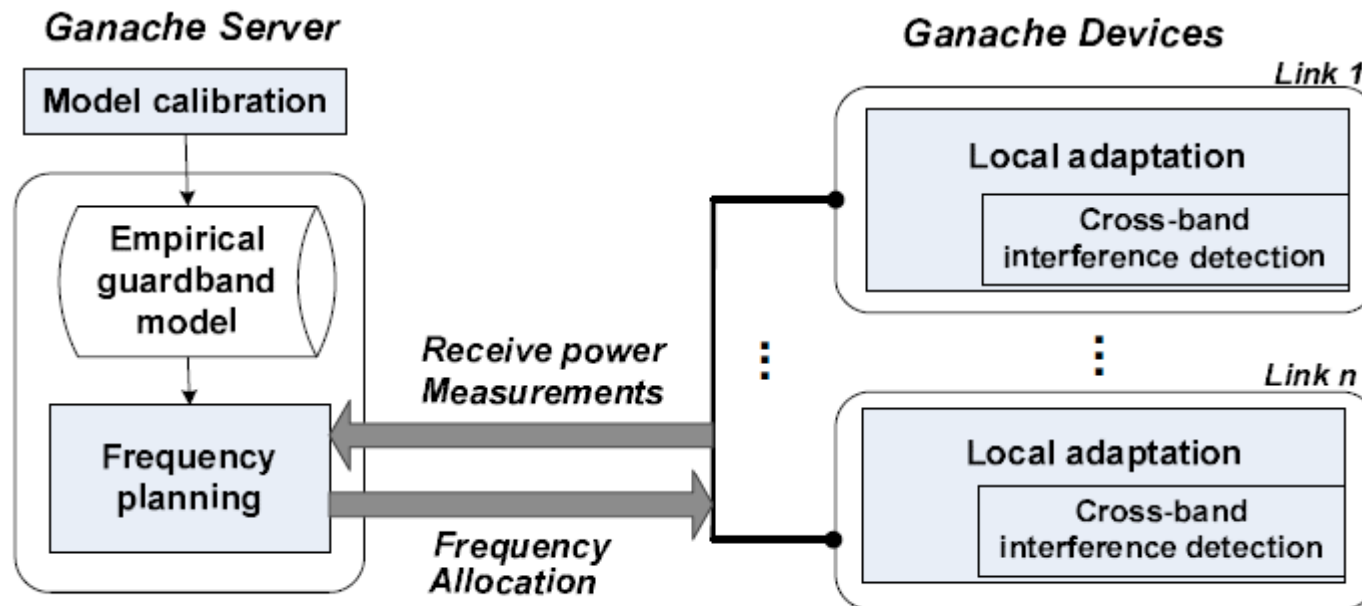 Ganache Server
Model calibration
Empirical
guardband
model
Frequency
planning
Receive power
Measurements
Frequency
Allocation
Ganache Devices
Link 1
Local adaptation
Cross-band
interference detection
Link n
Local adaptation
Cross-band
interference detection